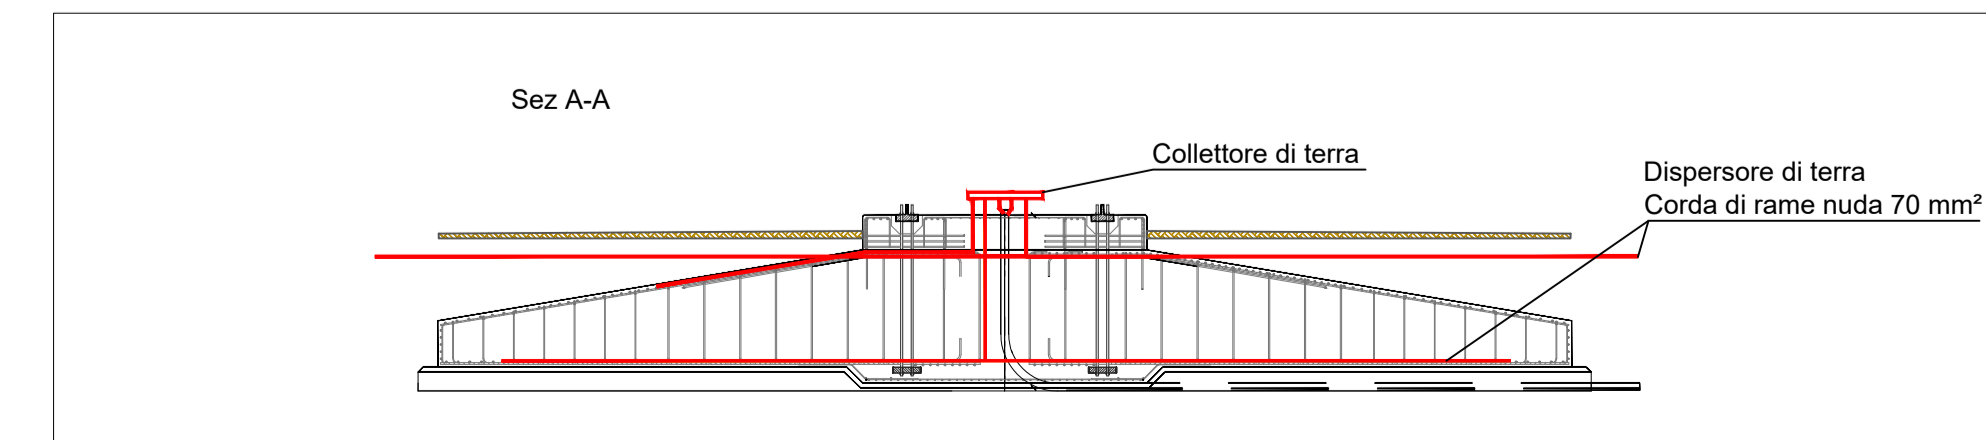 Sez A-A
Collettore di terra
Dispersore di terra
Corda di rame nuda 70 mm²